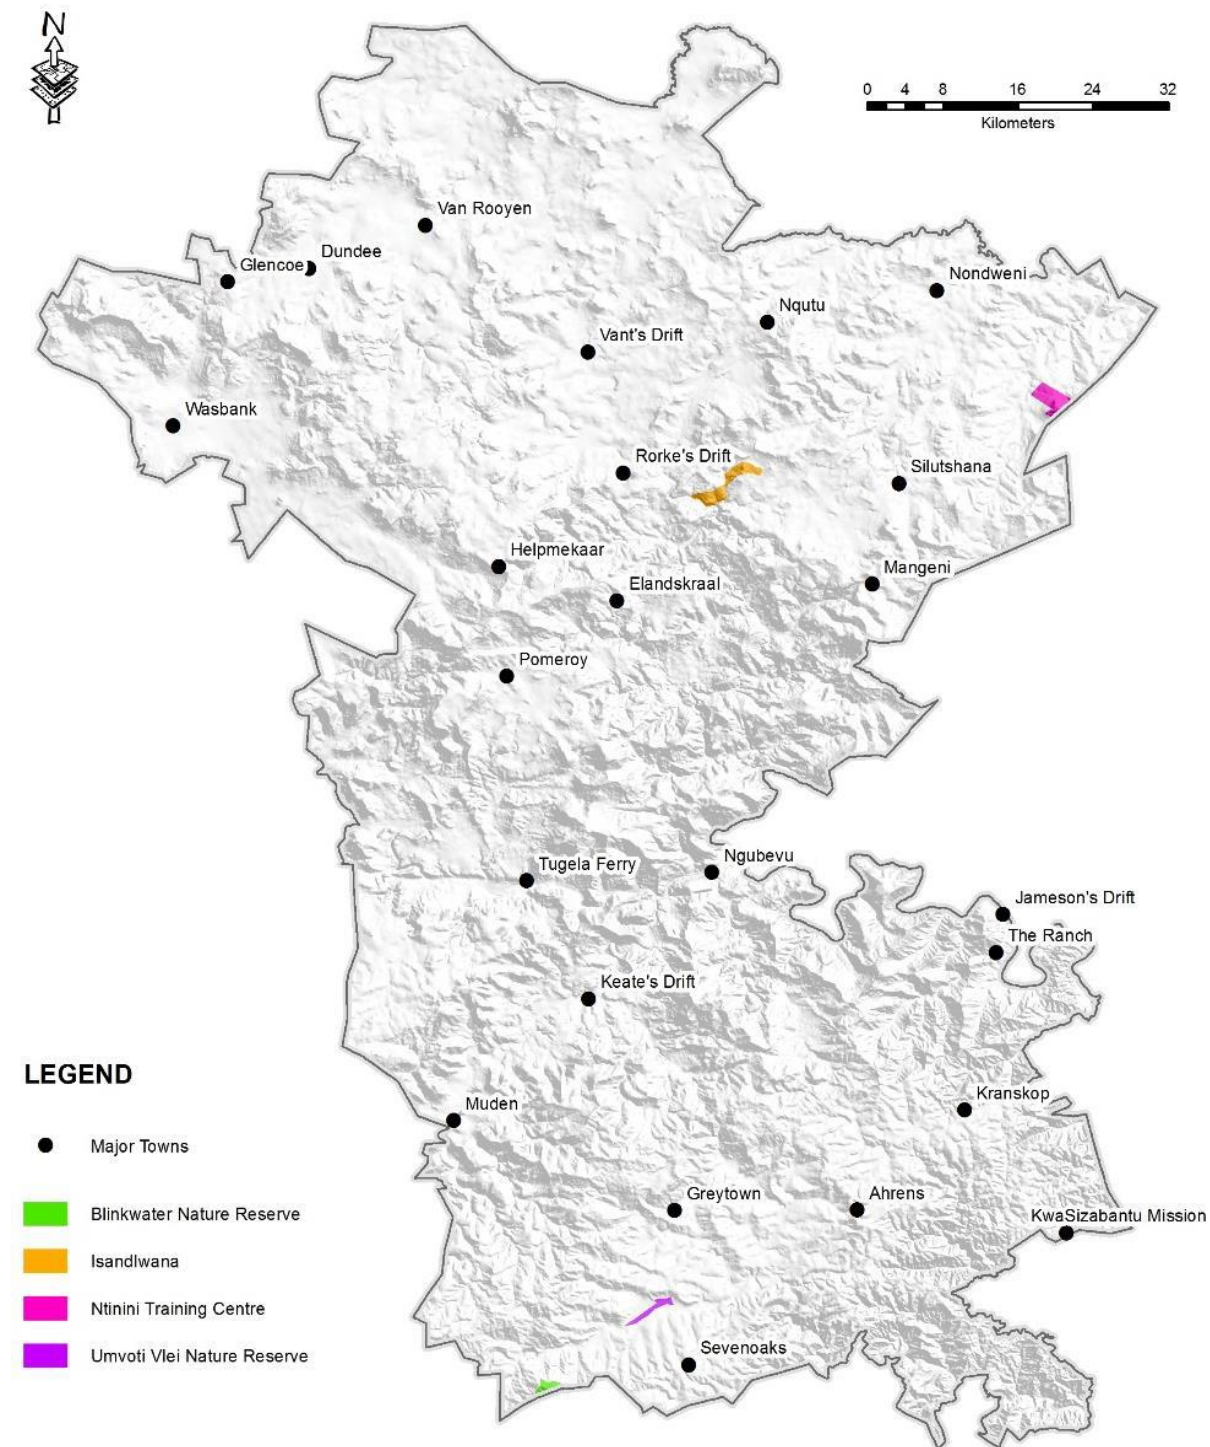 N
0 4 8 16 24 32
Kilometers
Van Rooyen
Dundee
Glencoe
Nondweni
Nqutu
Vant's Drift
Wasbank
Rorke's Drift
Silutshana
Helpmekaar
Mangeni
Elandskraal
Pomeroy
Ngubevu
Tugela Ferry
Jameson's Drift
The Ranch
Keate's Drift
Kranskop
Muden
Greytown
Ahrens
KwaSizabantu Mission
Sevenoaks
LEGEND
Major Towns
Blinkwater Nature Reserve
Isandlwana
Ntinini Training Centre
Umvoti Vlei Nature Reserve